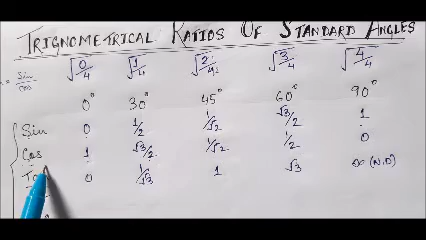 TRIGNOMETRICAL RATIOS OF STANDARD ANGLES
= Sin/Cos √0/4 √1/4 √2/4 √3/4 √4/4
0° 30° 45° 60° 90°
Sin 0 1/2 1/√2 √3/2 1
Cos 1 √3/2 1/√2 1/2 0
0 1/√3 1 √3 ∞ (N.D)